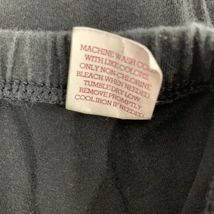 MACHINE WASH CO
WITH LIKE COLORS.
ONLY NON-CHLORINE
BLEACH WHEN NEEDED.
TUMBLE DRY LOW.
REMOVE PROMPTLY.
COOL IRON IF NEEDED.